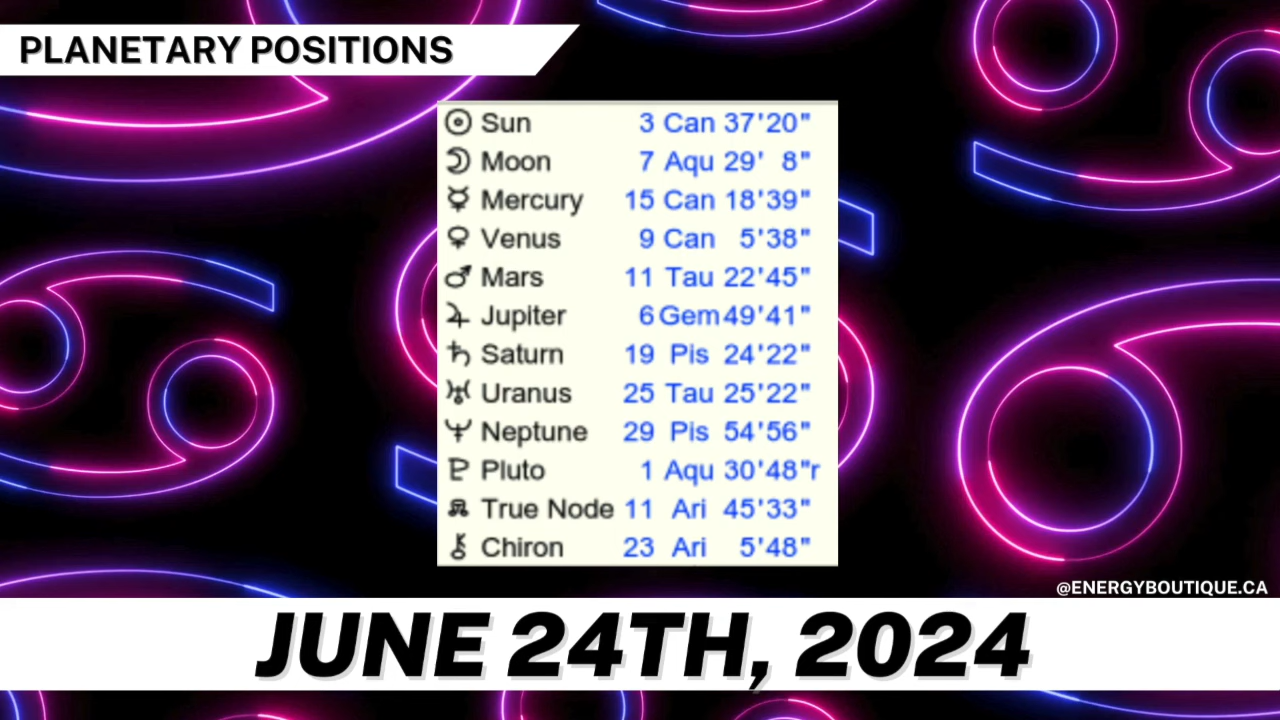 PLANETARY POSITIONS
Sun 3 Can 37'20"
Moon 7 Aqu 29' 8"
Mercury 15 Can 18'39"
Venus 9 Can 5'38"
Mars 11 Tau 22'45"
Jupiter 6 Gem 49'41"
Saturn 19 Pis 24'22"
Uranus 25 Tau 25'22"
Neptune 29 Pis 54'56"
Pluto 1 Aqu 30'48"r
True Node 11 Ari 45'33"
Chiron 23 Ari 5'48"
@ENERGYBOUTIQUE.CA
JUNE 24TH, 2024